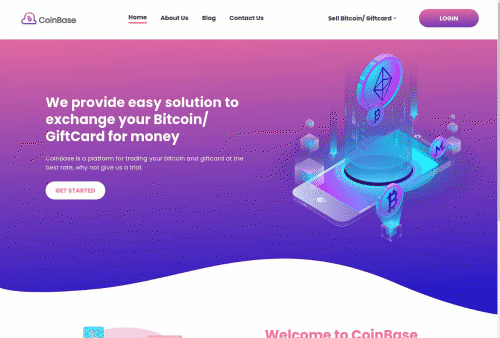 CoinBase
Home
About Us
Blog
Contact Us
Sell Bitcoin/ Giftcard
LOGIN
We provide easy solution to
exchange your Bitcoin/
GiftCard for money
CoinBase is a platform for trading your bitcoin and giftcard at the
best rate, why not give us a trial.
GET STARTED
Welcome to CoinBase